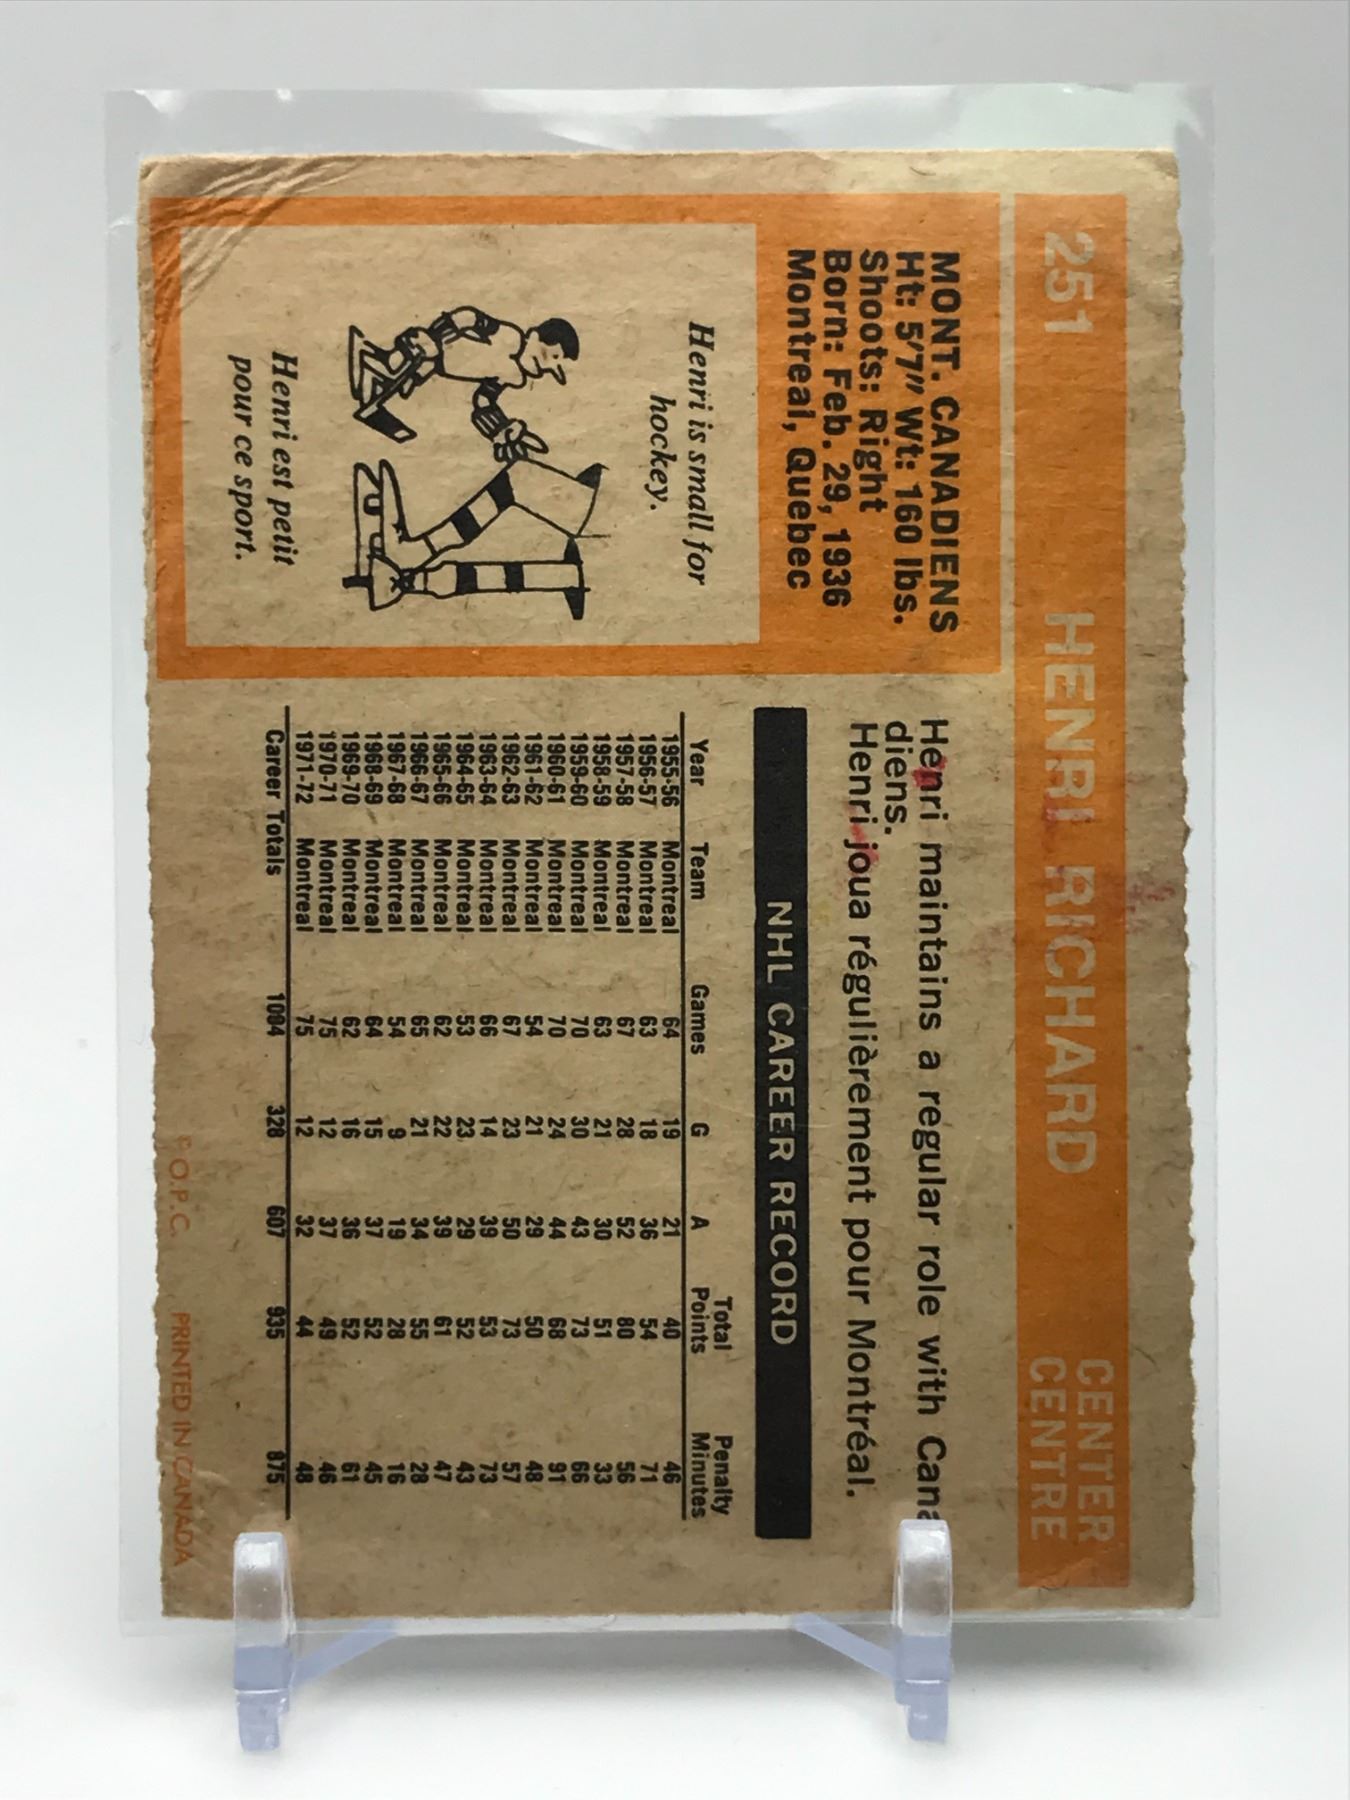 251 HENRI RICHARD CENTER
CENTRE
MONT. CANADIENS
Ht: 5'7" Wt: 160 lbs.
Shoots: Right
Born: Feb. 29, 1936
Montreal, Quebec
Henri is small for
hockey.
Henri est petit
pour ce sport.
Henri maintains a regular role with Cana
diens.
Henri joua régulièrement pour Montréal.
NHL CAREER RECORD
Year Team Games G A Total Points Penalty Minutes
1955-56 Montreal 64 19 21 40 46
1956-57 Montreal 63 18 36 54 71
1957-58 Montreal 67 28 52 80 56
1958-59 Montreal 63 21 30 51 33
1959-60 Montreal 70 30 43 73 66
1960-61 Montreal 70 24 44 68 91
1961-62 Montreal 54 21 29 50 48
1962-63 Montreal 67 23 50 73 57
1963-64 Montreal 66 14 39 53 73
1964-65 Montreal 53 23 29 52 43
1965-66 Montreal 62 22 39 61 47
1966-67 Montreal 65 21 34 55 28
1967-68 Montreal 54 9 19 28 16
1968-69 Montreal 64 15 37 52 45
1969-70 Montreal 62 16 36 52 61
1970-71 Montreal 75 12 37 49 46
1971-72 Montreal 75 12 32 44 48
Career Totals 1094 328 607 935 875
© O.P.C. PRINTED IN CANADA